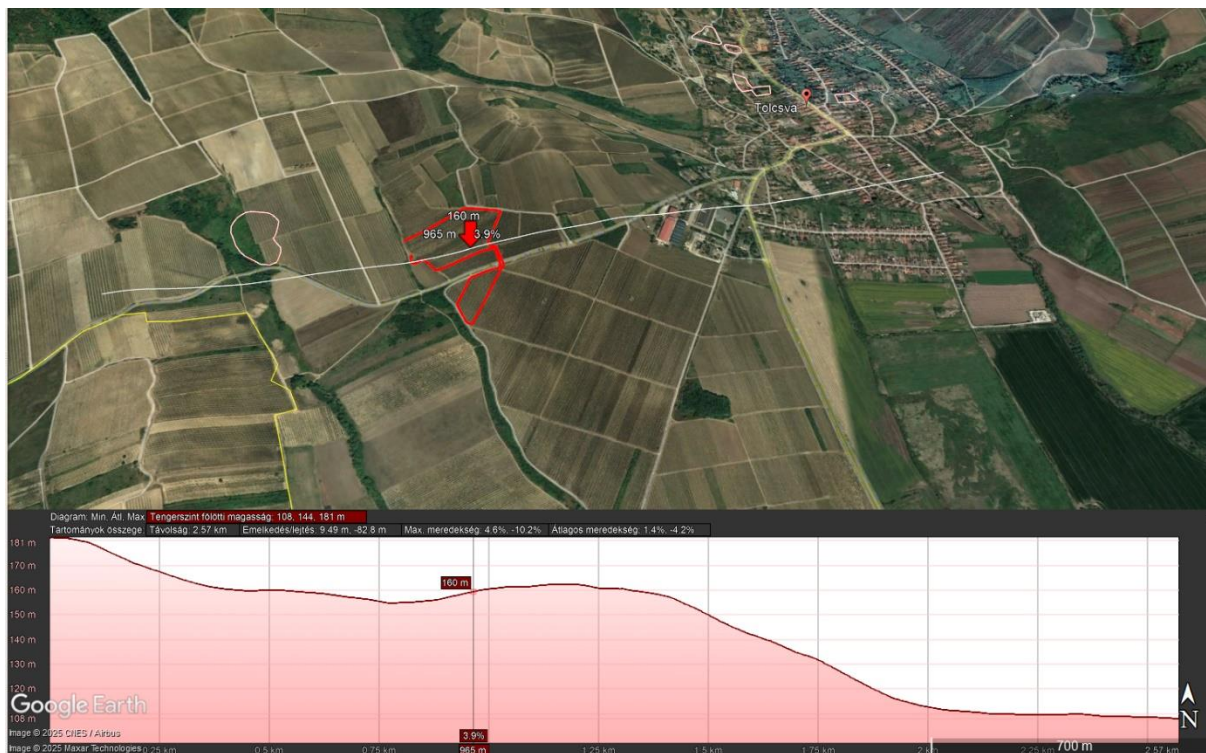 Tolcsva
160 m
965 m 3.9%
Diagram: Min. Átl. Max Tengerszint fölötti magasság: 108, 144, 181 m
Tartományok összege Távolság: 2.57 km Emelkedés/lejtés: 9.49 m, -82.8 m Max. meredekség: 4.6%, -10.2% Átlagos meredekség: 1.4%, -4.2%
181 m
170 m
160 m
160 m
150 m
140 m
130 m
120 m
108 m
Google Earth
N
Image © 2025 CNES / Airbus
Image © 2025 Maxar Technologies
3.9%
0.25 km 0.5 km 0.75 km 965 m 1.25 km 1.5 km 1.75 km 2 km 2.25 km 2.57 km
700 m